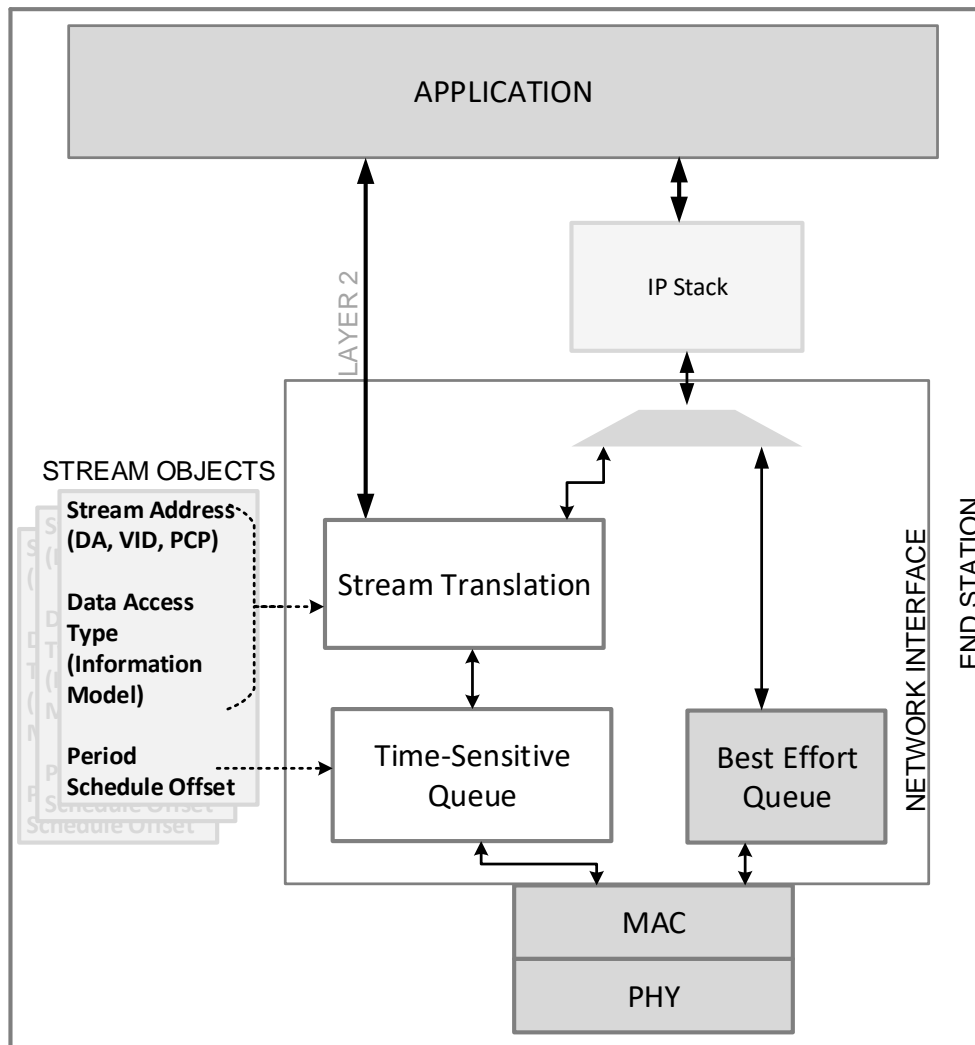 APPLICATION
LAYER 2
IP Stack
STREAM OBJECTS
Stream Address
(DA, VID, PCP)
Data Access
Type
(Information
Model)
Period
Schedule Offset
Schedule Offset
Schedule Offset
Stream Translation
Time-Sensitive
Queue
Best Effort
Queue
NETWORK INTERFACE
END STATION
MAC
PHY